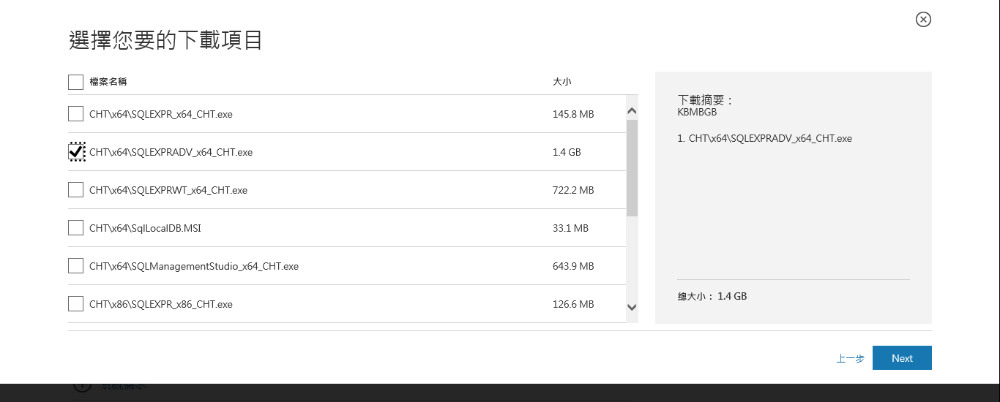 選擇您要的下載項目
檔案名稱 大小
CHT\x64\SQLEXPR_x64_CHT.exe 145.8 MB
CHT\x64\SQLEXPRADV_x64_CHT.exe 1.4 GB
CHT\x64\SQLEXPRWT_x64_CHT.exe 722.2 MB
CHT\x64\SqlLocalDB.MSI 33.1 MB
CHT\x64\SQLManagementStudio_x64_CHT.exe 643.9 MB
CHT\x86\SQLEXPR_x86_CHT.exe 126.6 MB
下載摘要：
KBMBGB
1. CHT\x64\SQLEXPRADV_x64_CHT.exe
總大小： 1.4 GB
上一步 Next